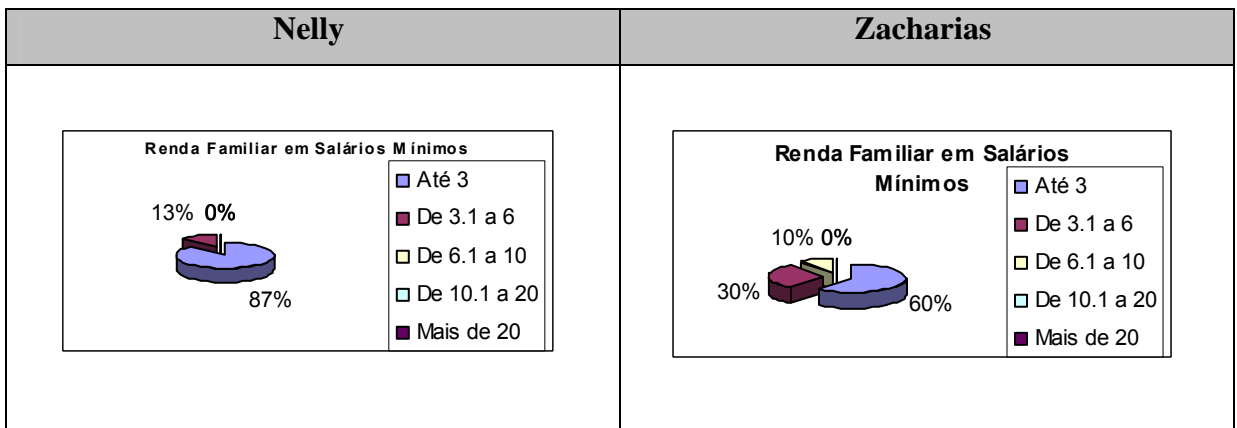 Nelly
Zacharias
Renda Familiar em Salários Mínimos
Até 3
De 3.1 a 6
De 6.1 a 10
De 10.1 a 20
Mais de 20
13% 0%
87%
Renda Familiar em Salários
Mínimos
Até 3
De 3.1 a 6
De 6.1 a 10
De 10.1 a 20
Mais de 20
10% 0%
30%
60%